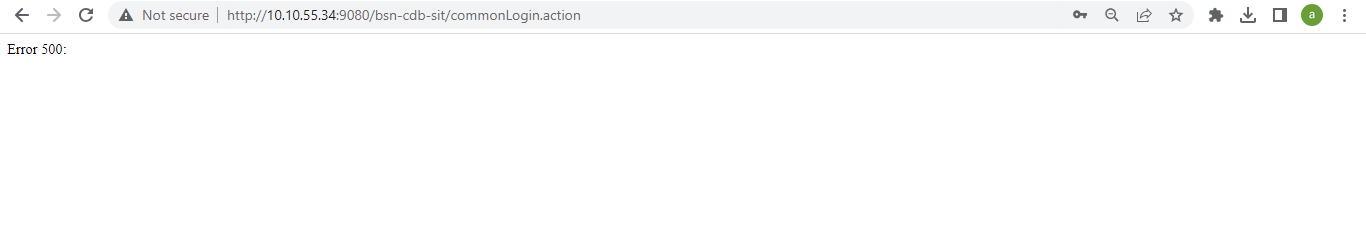 Not secure http://10.10.55.34:9080/bsn-cdb-sit/commonLogin.action a
Error 500: